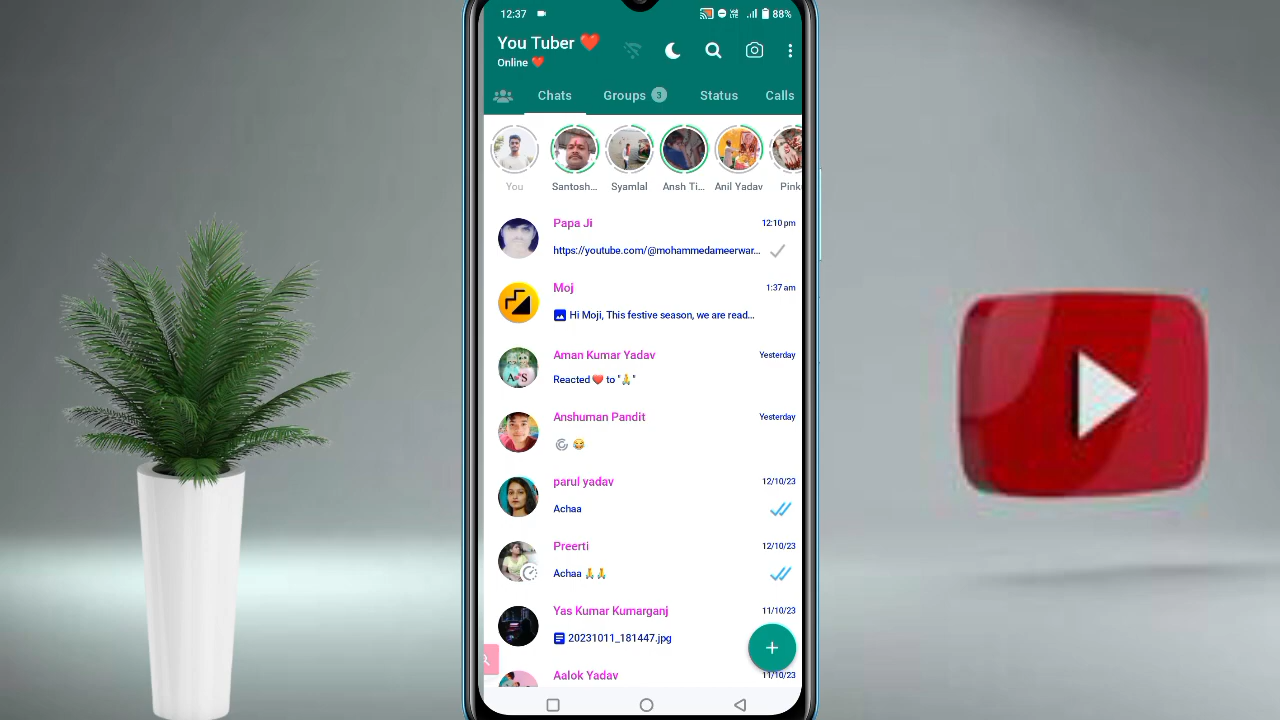 12:37
88%
You Tuber ❤️
Online ❤️
Chats
Groups 3
Status
Calls
You
Santosh...
Syamlal
Ansh Ti...
Anil Yadav
Pink
Papa Ji
12:10 pm
https://youtube.com/@mohammedameerwar...
Moj
1:37 am
Hi Moji, This festive season, we are read...
Aman Kumar Yadav
Yesterday
Reacted ❤️ to "🙏"
Anshuman Pandit
Yesterday
😂
parul yadav
12/10/23
Achaa
Preerti
12/10/23
Achaa 🙏🙏
Yas Kumar Kumarganj
11/10/23
20231011_181447.jpg
Aalok Yadav
11/10/23